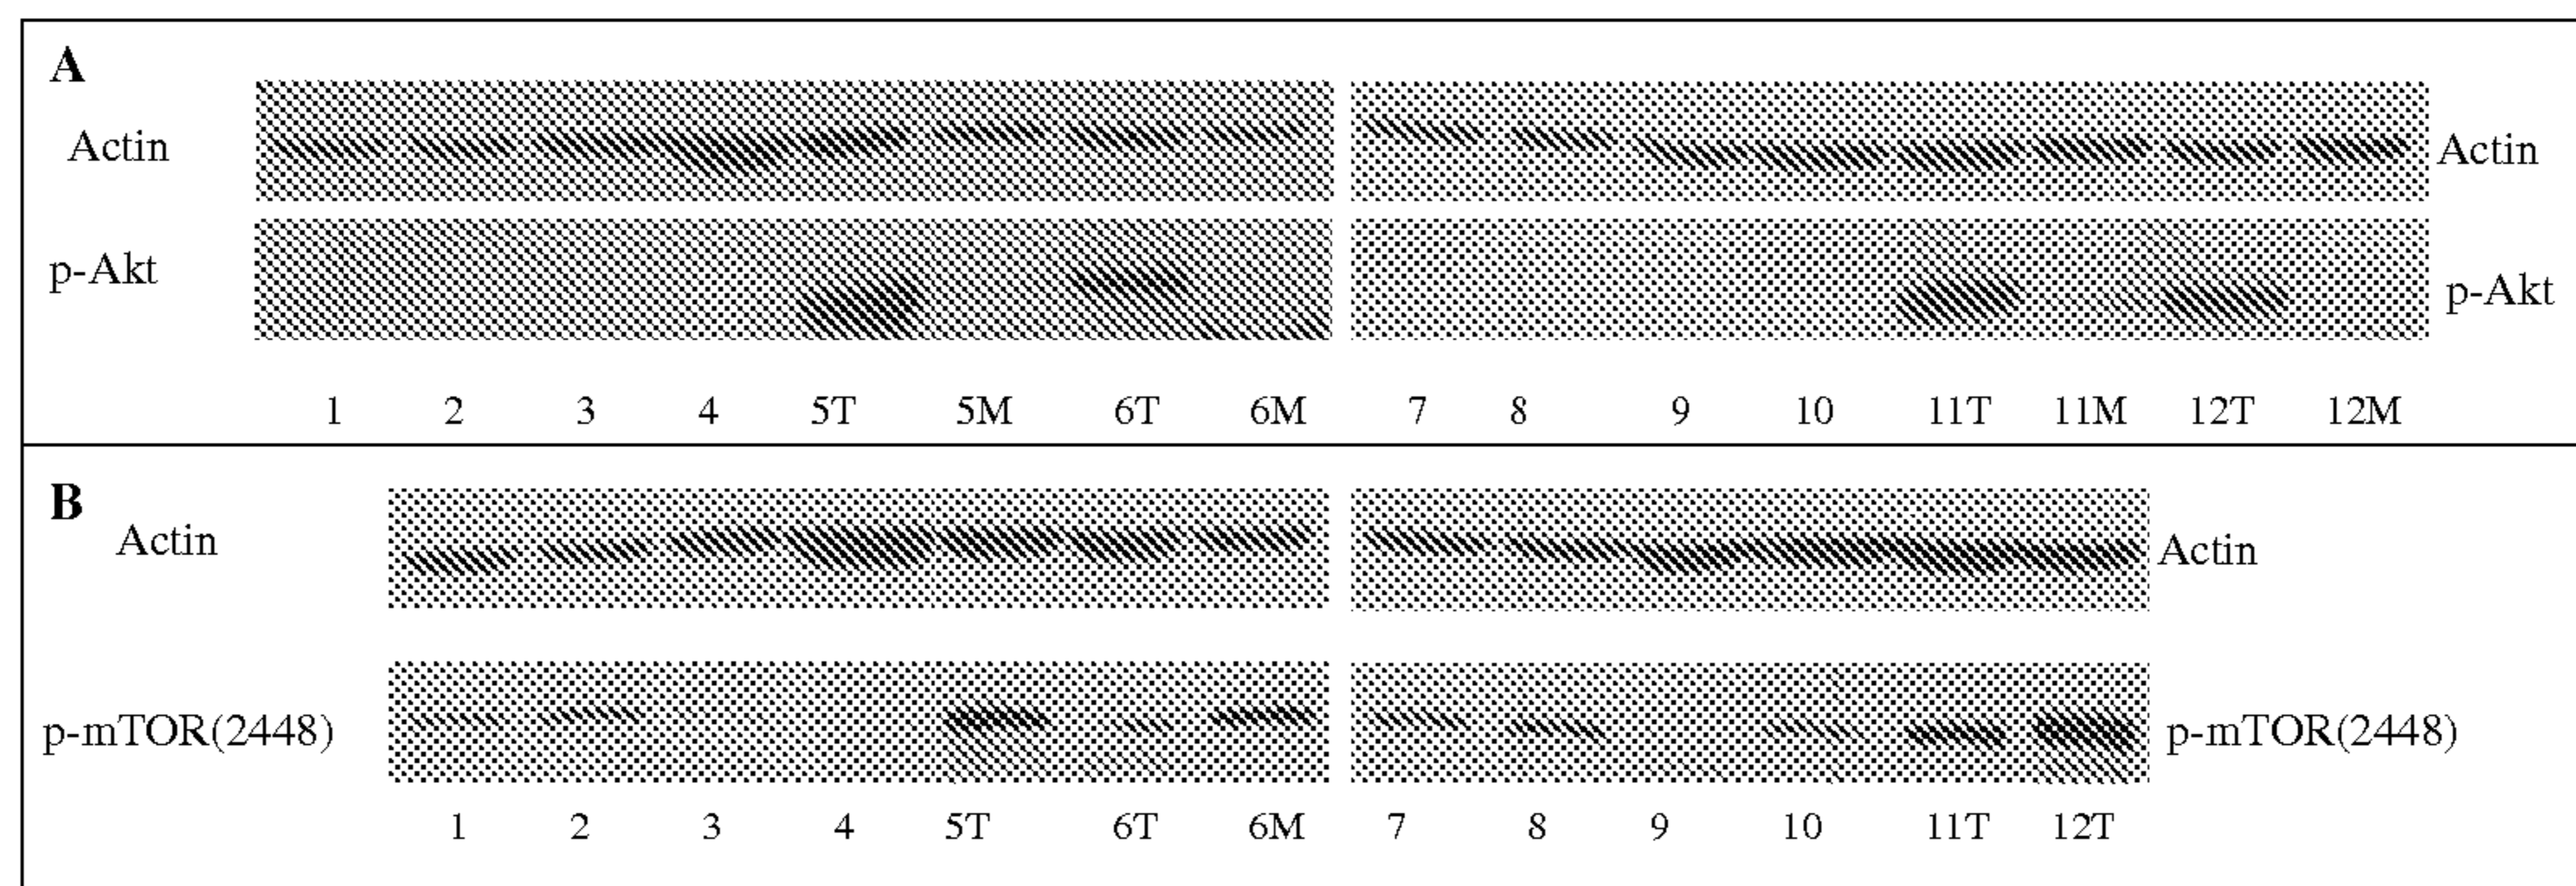 A
Actin Actin
p-Akt p-Akt
1 2 3 4 5T 5M 6T 6M 7 8 9 10 11T 11M 12T 12M
B
Actin Actin
p-mTOR(2448) p-mTOR(2448)
1 2 3 4 5T 6T 6M 7 8 9 10 11T 12T